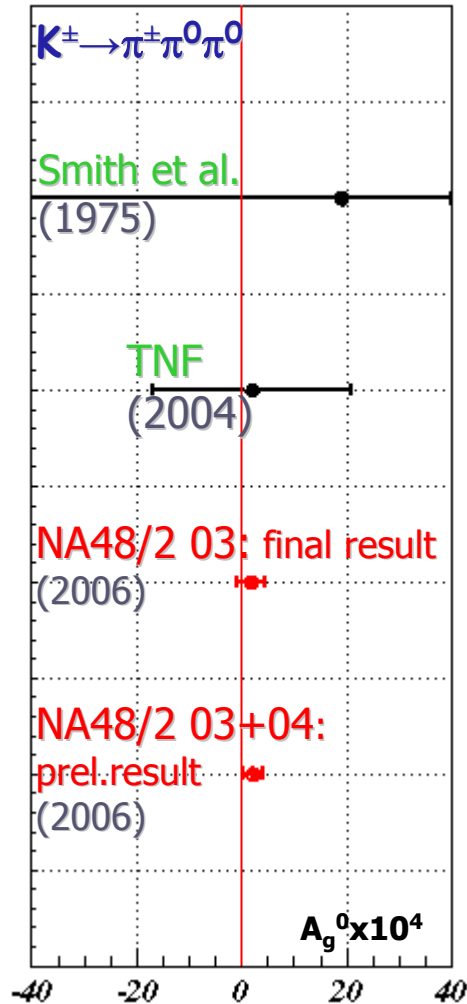 K±→π±π⁰π⁰
Smith et al.
(1975)
TNF
(2004)
NA48/2 03: final result
(2006)
NA48/2 03+04:
prel.result
(2006)
A_g⁰x10⁴
-40 -20 0 20 40